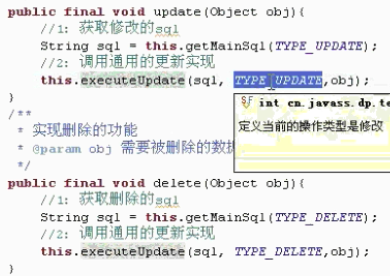 public final void update(Object obj){
//1: 获取修改的sql
String sql = this.getMainSql(TYPE_UPDATE);
//2: 调用通用的更新实现
this.executeUpdate(sql, TYPE_UPDATE,obj);
}
SF int cn.javass.dp.te
定义当前的操作类型是修改
/**
* 实现删除的功能
* @param obj 需要被删除的数据
*/
public final void delete(Object obj){
//1: 获取删除的sql
String sql = this.getMainSql(TYPE_DELETE);
//2: 调用通用的更新实现
this.executeUpdate(sql, TYPE_DELETE,obj);
}